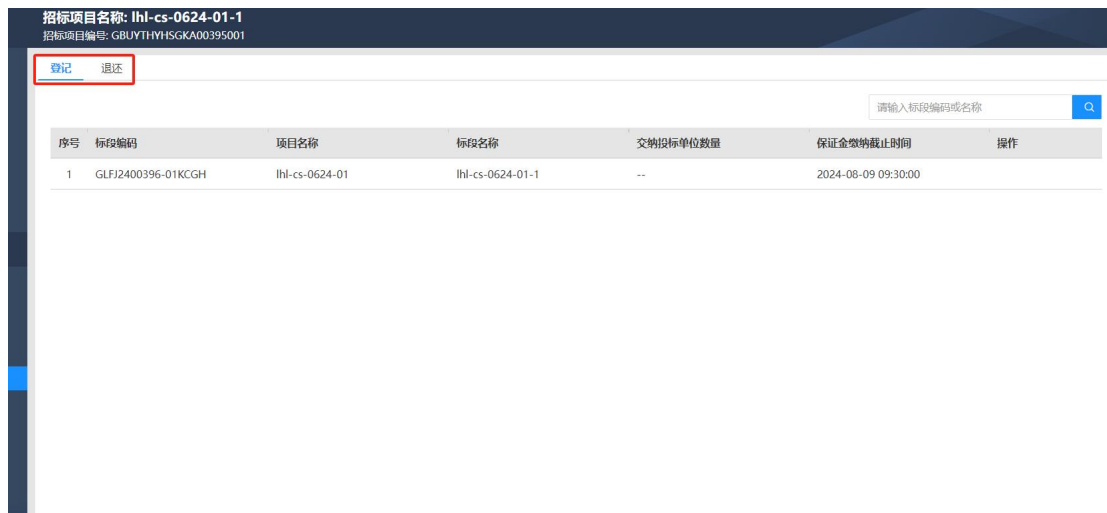 招标项目名称: lhl-cs-0624-01-1
招标项目编号: GBUYTHYHSGKA00395001
登记 退还
请输入标段编码或名称
序号 标段编码 项目名称 标段名称 交纳投标单位数量 保证金缴纳截止时间 操作
1 GLFJ2400396-01KCGH lhl-cs-0624-01 lhl-cs-0624-01-1 -- 2024-08-09 09:30:00